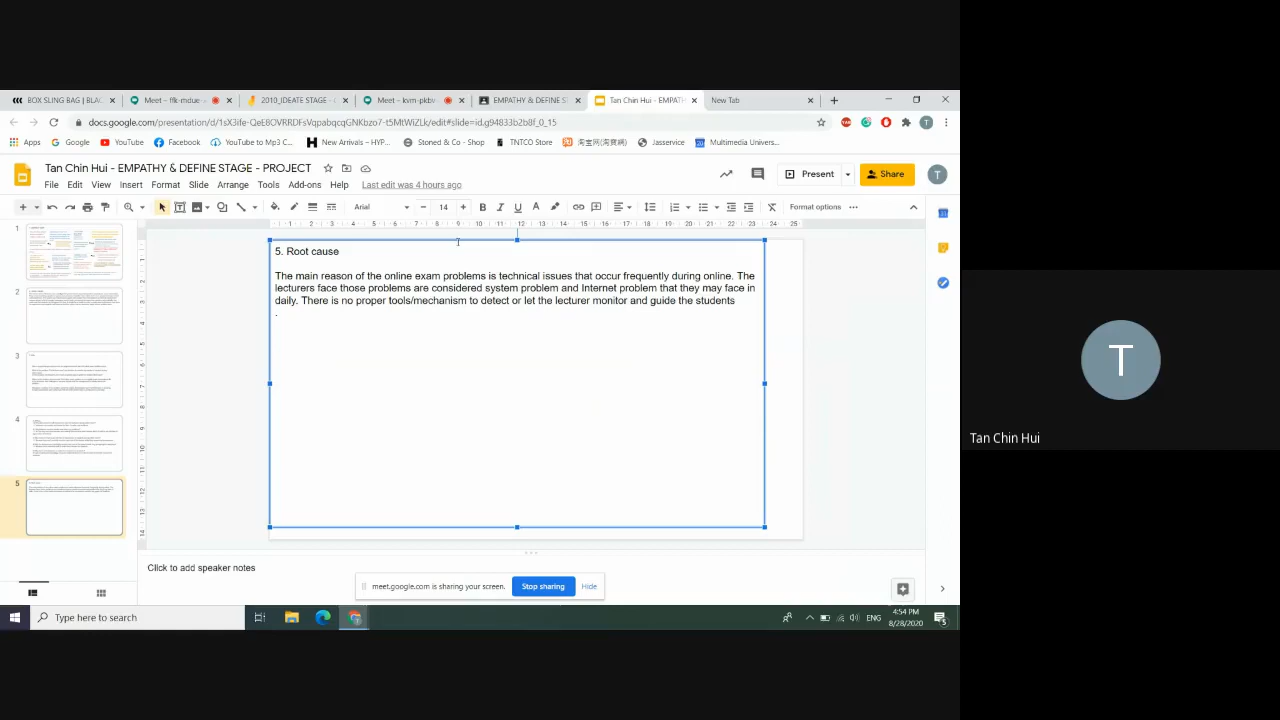 BOX SLING BAG | BLAC
Meet – ffk-mdue-
2010_IDEATE STAGE - 
Meet – kvm-pkbw
EMPATHY & DEFINE ST
Tan Chin Hui - EMPATH
New Tab
docs.google.com/presentation/d/1sX3ife-QeE8OVRRDFsVqpabqcqGNKbzo7-t5MtWiZLk/edit#slide=id.g94833b2b8f_0_15
Apps
Google
YouTube
Facebook
YouTube to Mp3 C...
New Arrivals – HYP...
Stoned & Co - Shop
TNTCO Store
淘宝网(淘寶網)
Jasservice
Multimedia Univers...
Tan Chin Hui - EMPATHY & DEFINE STAGE - PROJECT
Present
Share
T
File Edit View Insert Format Slide Arrange Tools Add-ons Help Last edit was 4 hours ago
Arial
14
Format options
5. Root cause
The main reason of the online exam problems is technical issues that occur frequently during online. The
lecturers face those problems are considered system problem and Internet problem that they may face in
daily. There is no proper tools/mechanism to detect or let the lecturer monitor and guide the students
.
1
2
3
4
5
Click to add speaker notes
meet.google.com is sharing your screen.
Stop sharing
Hide
Type here to search
ENG
4:54 PM
8/28/2020
T
Tan Chin Hui